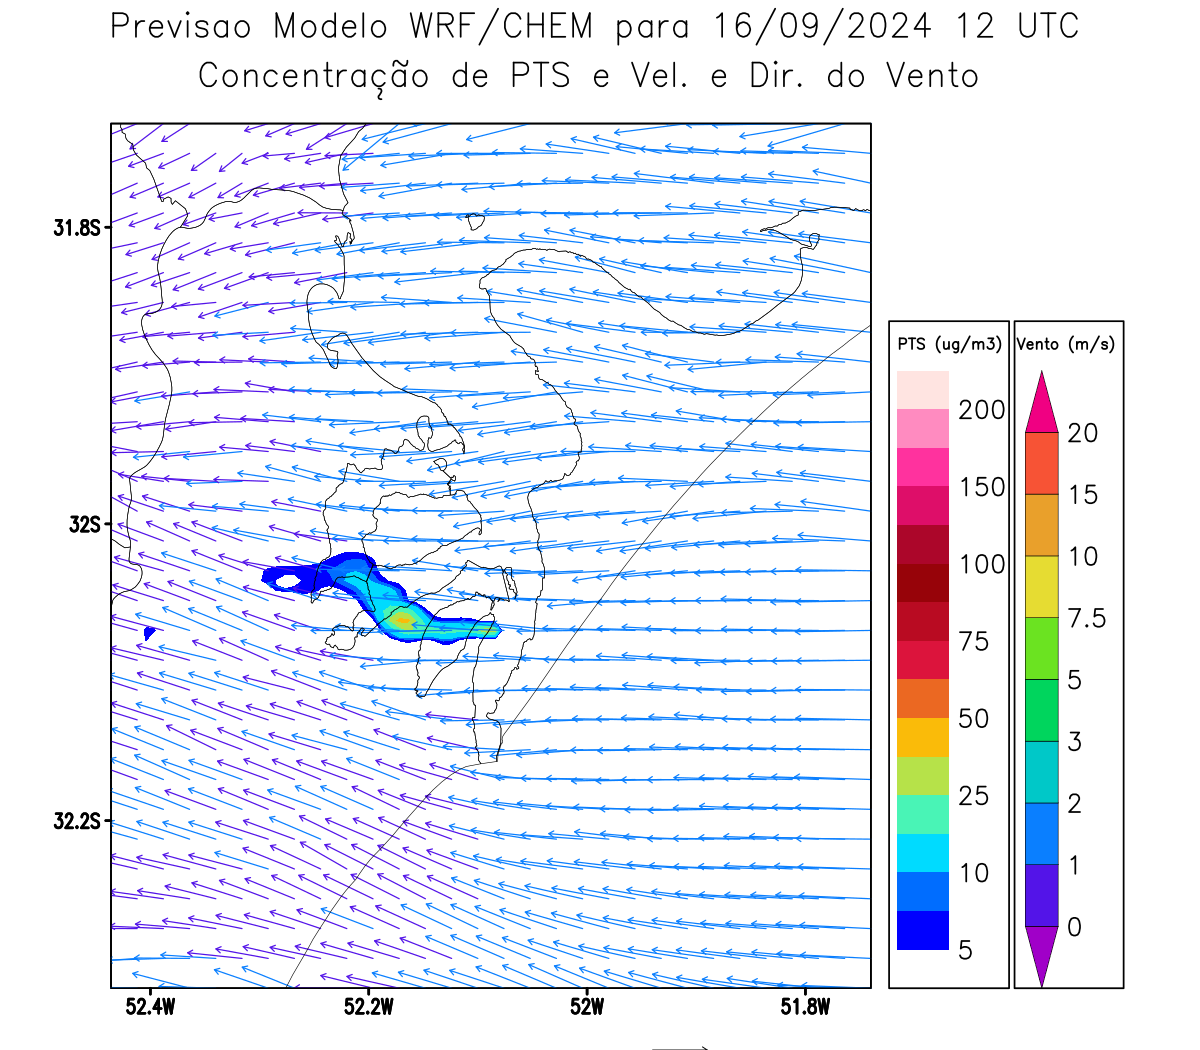 Previsao Modelo WRF/CHEM para 16/09/2024 12 UTC
Concentração de PTS e Vel. e Dir. do Vento
31.8S
32S
32.2S
52.4W
52.2W
52W
51.8W
PTS (ug/m3)
200
150
100
75
50
25
10
5
Vento (m/s)
20
15
10
7.5
5
3
2
1
0